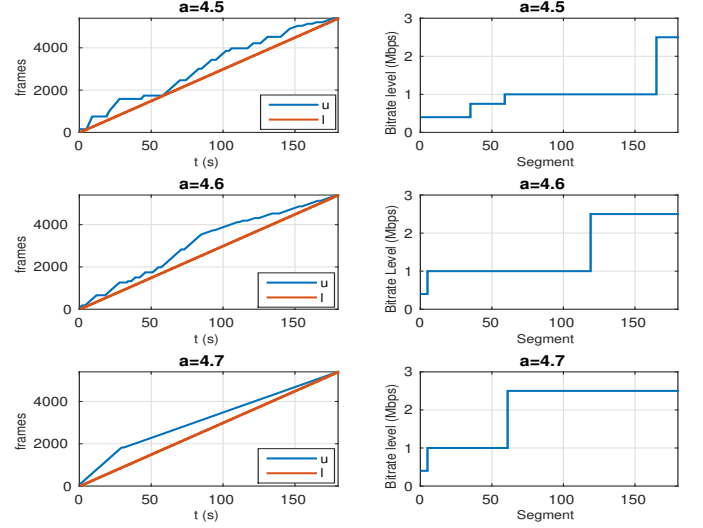 a=4.5
frames
4000
2000
0
0 50 100 150
t (s)
u
l
a=4.5
Bitrate level (Mbps)
3
2
1
0
0 50 100 150
Segment
a=4.6
frames
4000
2000
0
0 50 100 150
t (s)
u
l
a=4.6
Bitrate Level (Mbps)
3
2
1
0
0 50 100 150
Segment
a=4.7
frames
4000
2000
0
0 50 100 150
t (s)
u
l
a=4.7
Bitrate level (Mbps)
3
2
1
0
0 50 100 150
Segment